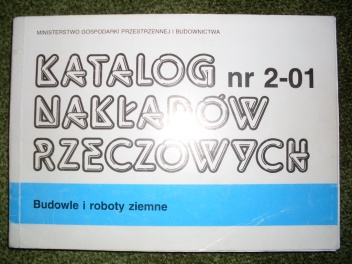 MINISTERSTWO GOSPODARKI PRZESTRZENNEJ I BUDOWNICTWA
KATALOG nr 2-01
NAKŁADÓW
RZECZOWYCH
Budowle i roboty ziemne